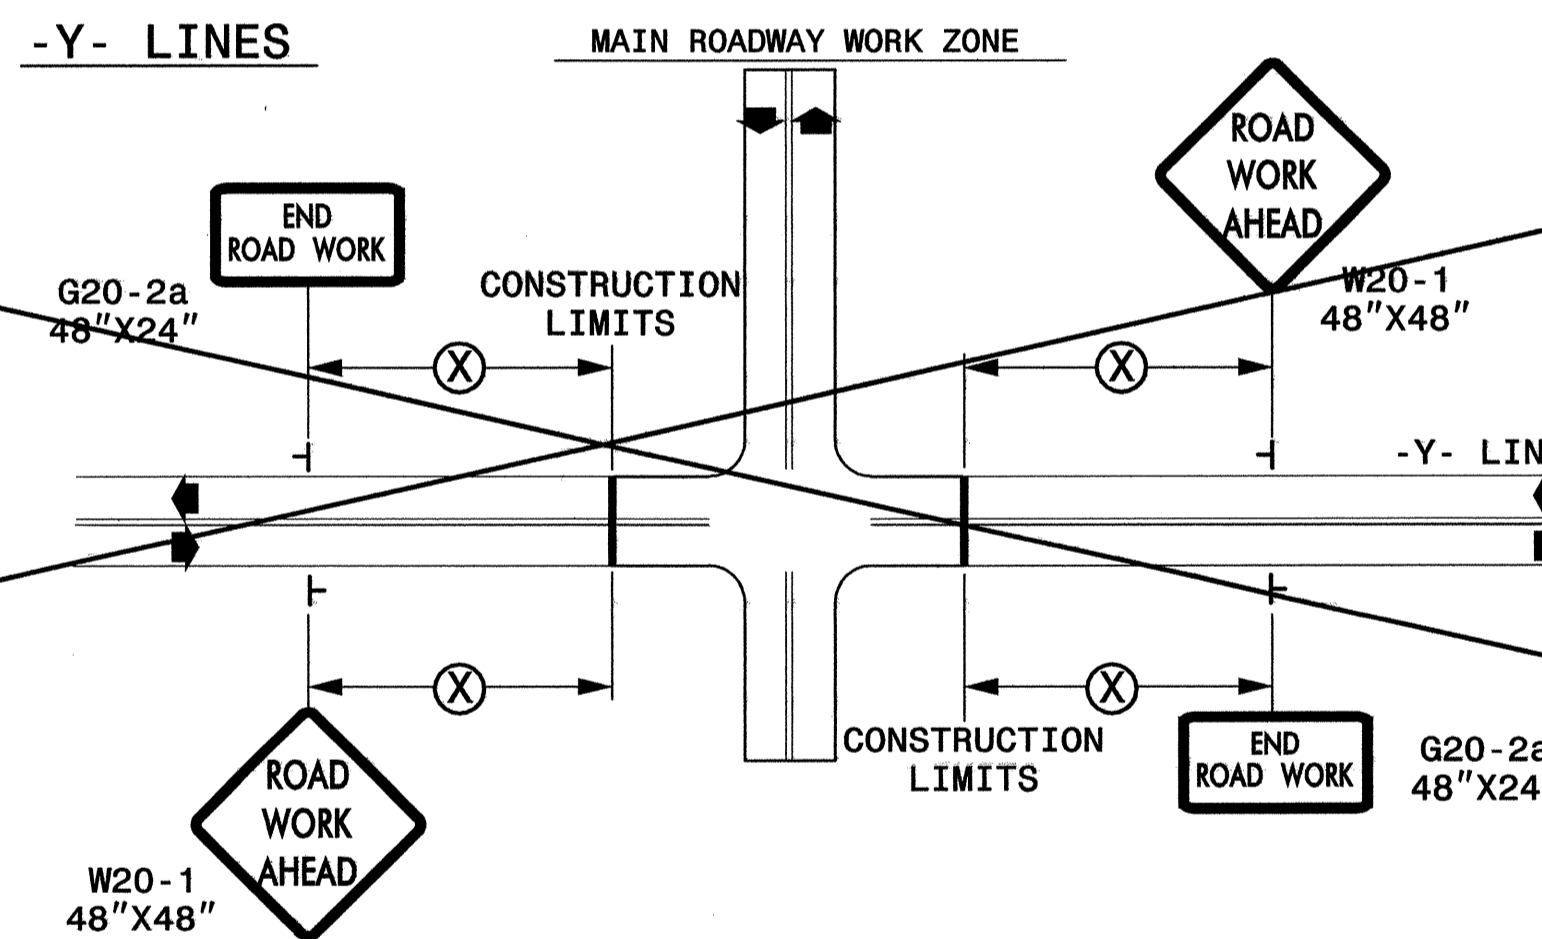 -Y- LINES
MAIN ROADWAY WORK ZONE
ROAD
WORK
AHEAD
END
ROAD WORK
G20-2a
48"X24"
CONSTRUCTION
LIMITS
W20-1
48"X48"
X
X
-Y- LIN
X
X
CONSTRUCTION
LIMITS
END
ROAD WORK
G20-2a
48"X24
ROAD
WORK
AHEAD
W20-1
48"X48"